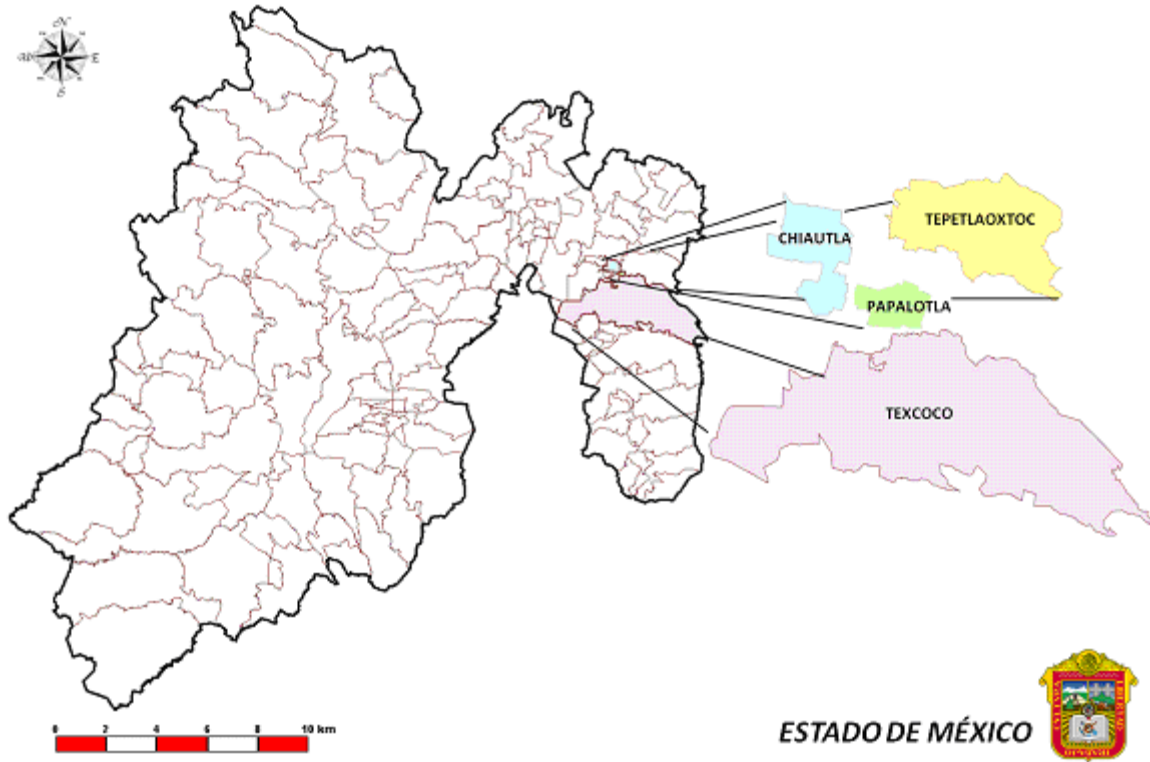 N
E
S
TEPETLAOXTOC
CHIAUTLA
PAPALOTLA
TEXCOCO
0 2 4 6 8 10 km
ESTADO DE MÉXICO